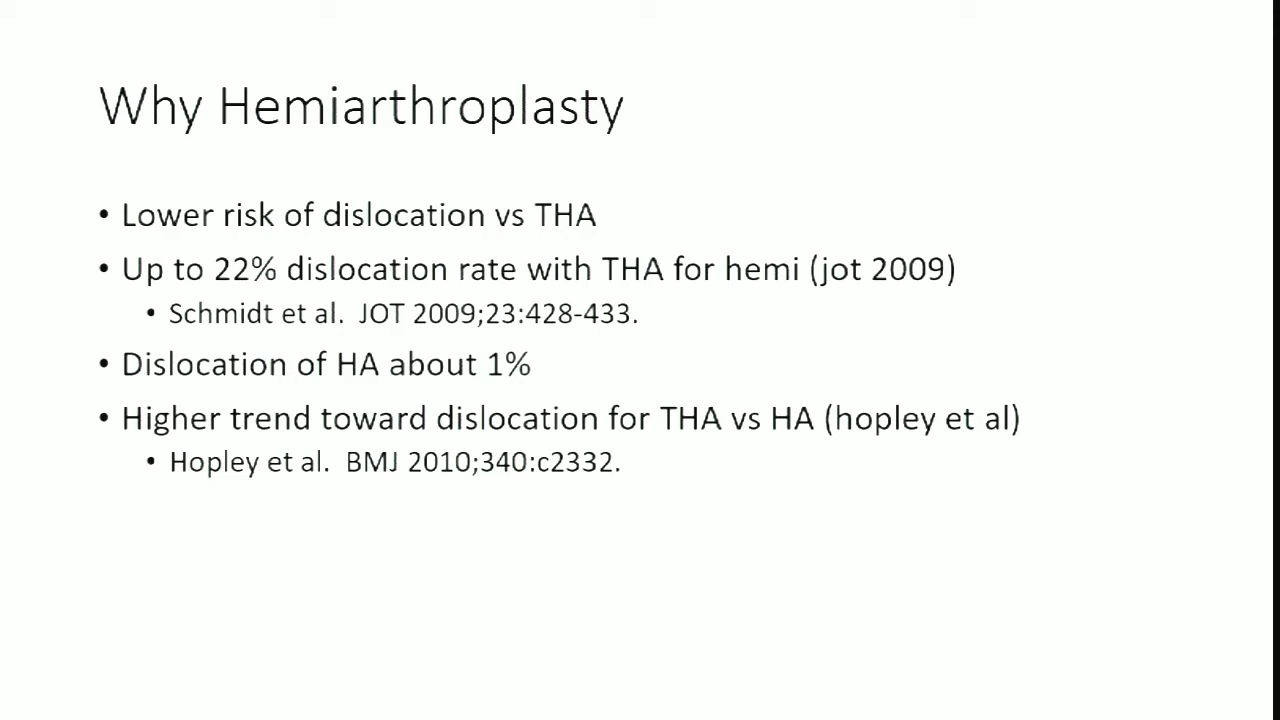 Why Hemiarthroplasty
• Lower risk of dislocation vs THA
• Up to 22% dislocation rate with THA for hemi (jot 2009)
• Schmidt et al.  JOT 2009;23:428-433.
• Dislocation of HA about 1%
• Higher trend toward dislocation for THA vs HA (hopley et al)
• Hopley et al.  BMJ 2010;340:c2332.